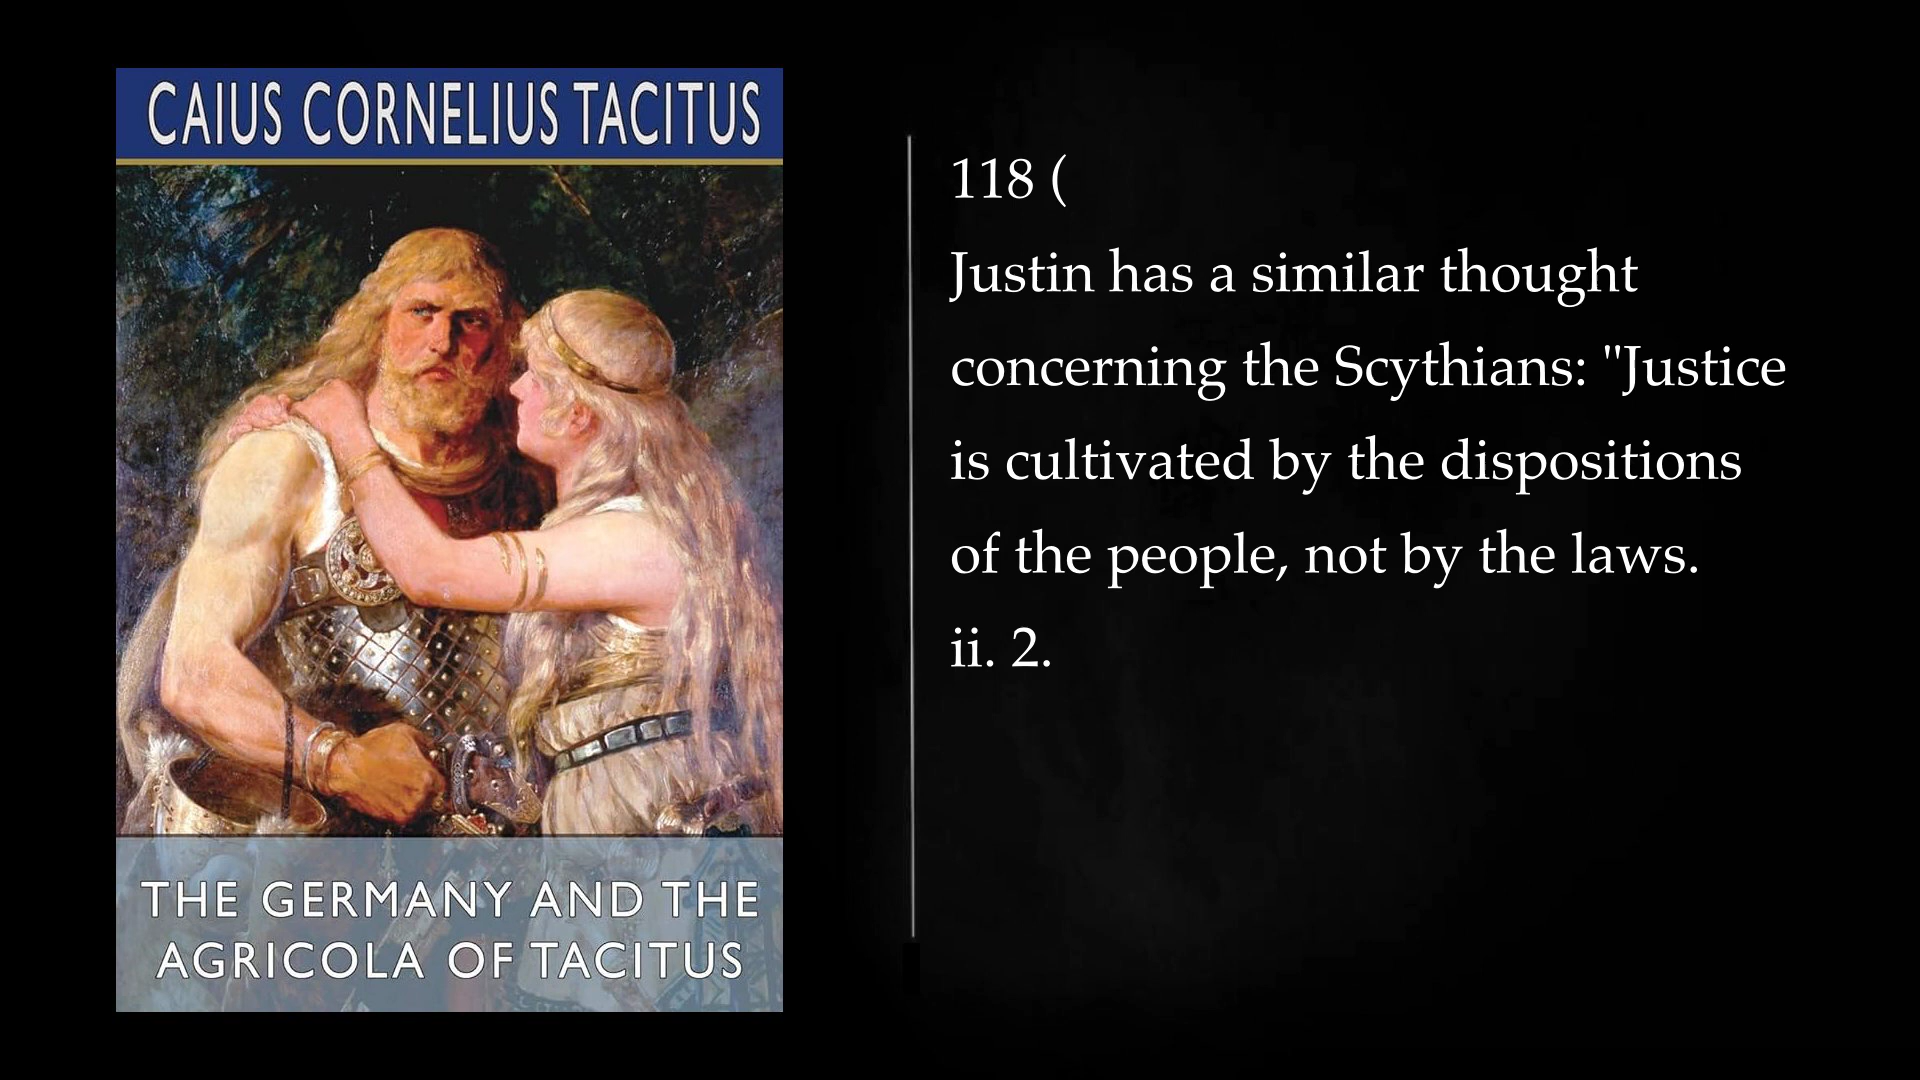 CAIUS CORNELIUS TACITUS
THE GERMANY AND THE
AGRICOLA OF TACITUS
118 (
Justin has a similar thought
concerning the Scythians: "Justice
is cultivated by the dispositions
of the people, not by the laws.
ii. 2.